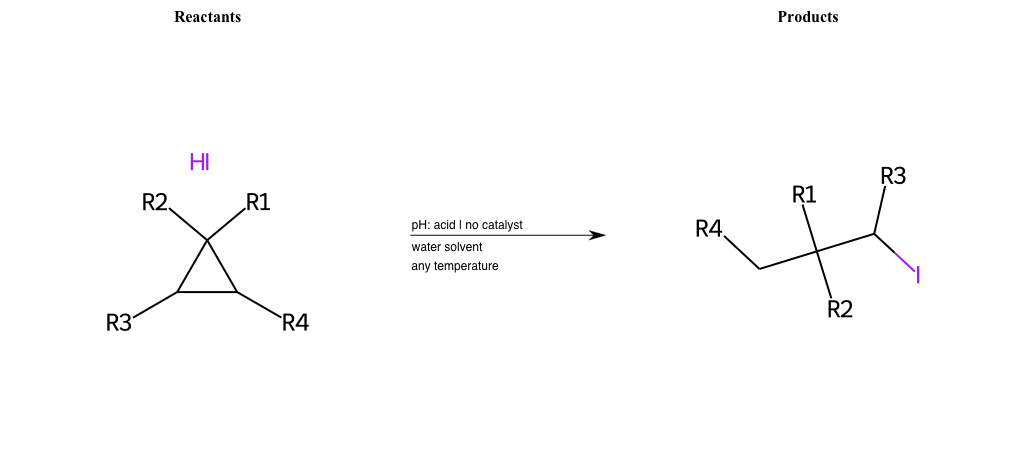 Reactants
Products
HI
R2
R1
R3
R4
pH: acid | no catalyst
water solvent
any temperature
R3
R1
R4
I
R2